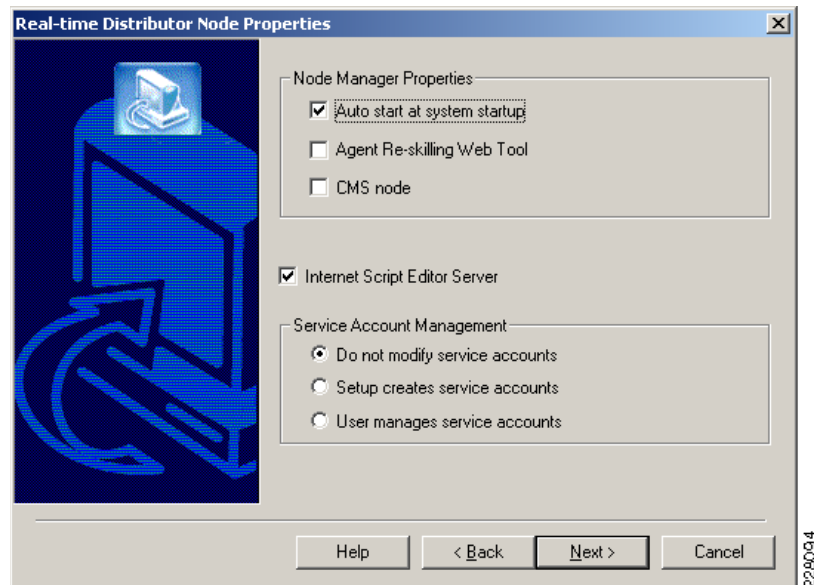 Real-time Distributor Node Properties
Node Manager Properties
Auto start at system startup
Agent Re-skilling Web Tool
CMS node
Internet Script Editor Server
Service Account Management
Do not modify service accounts
Setup creates service accounts
User manages service accounts
Help
< Back
Next >
Cancel